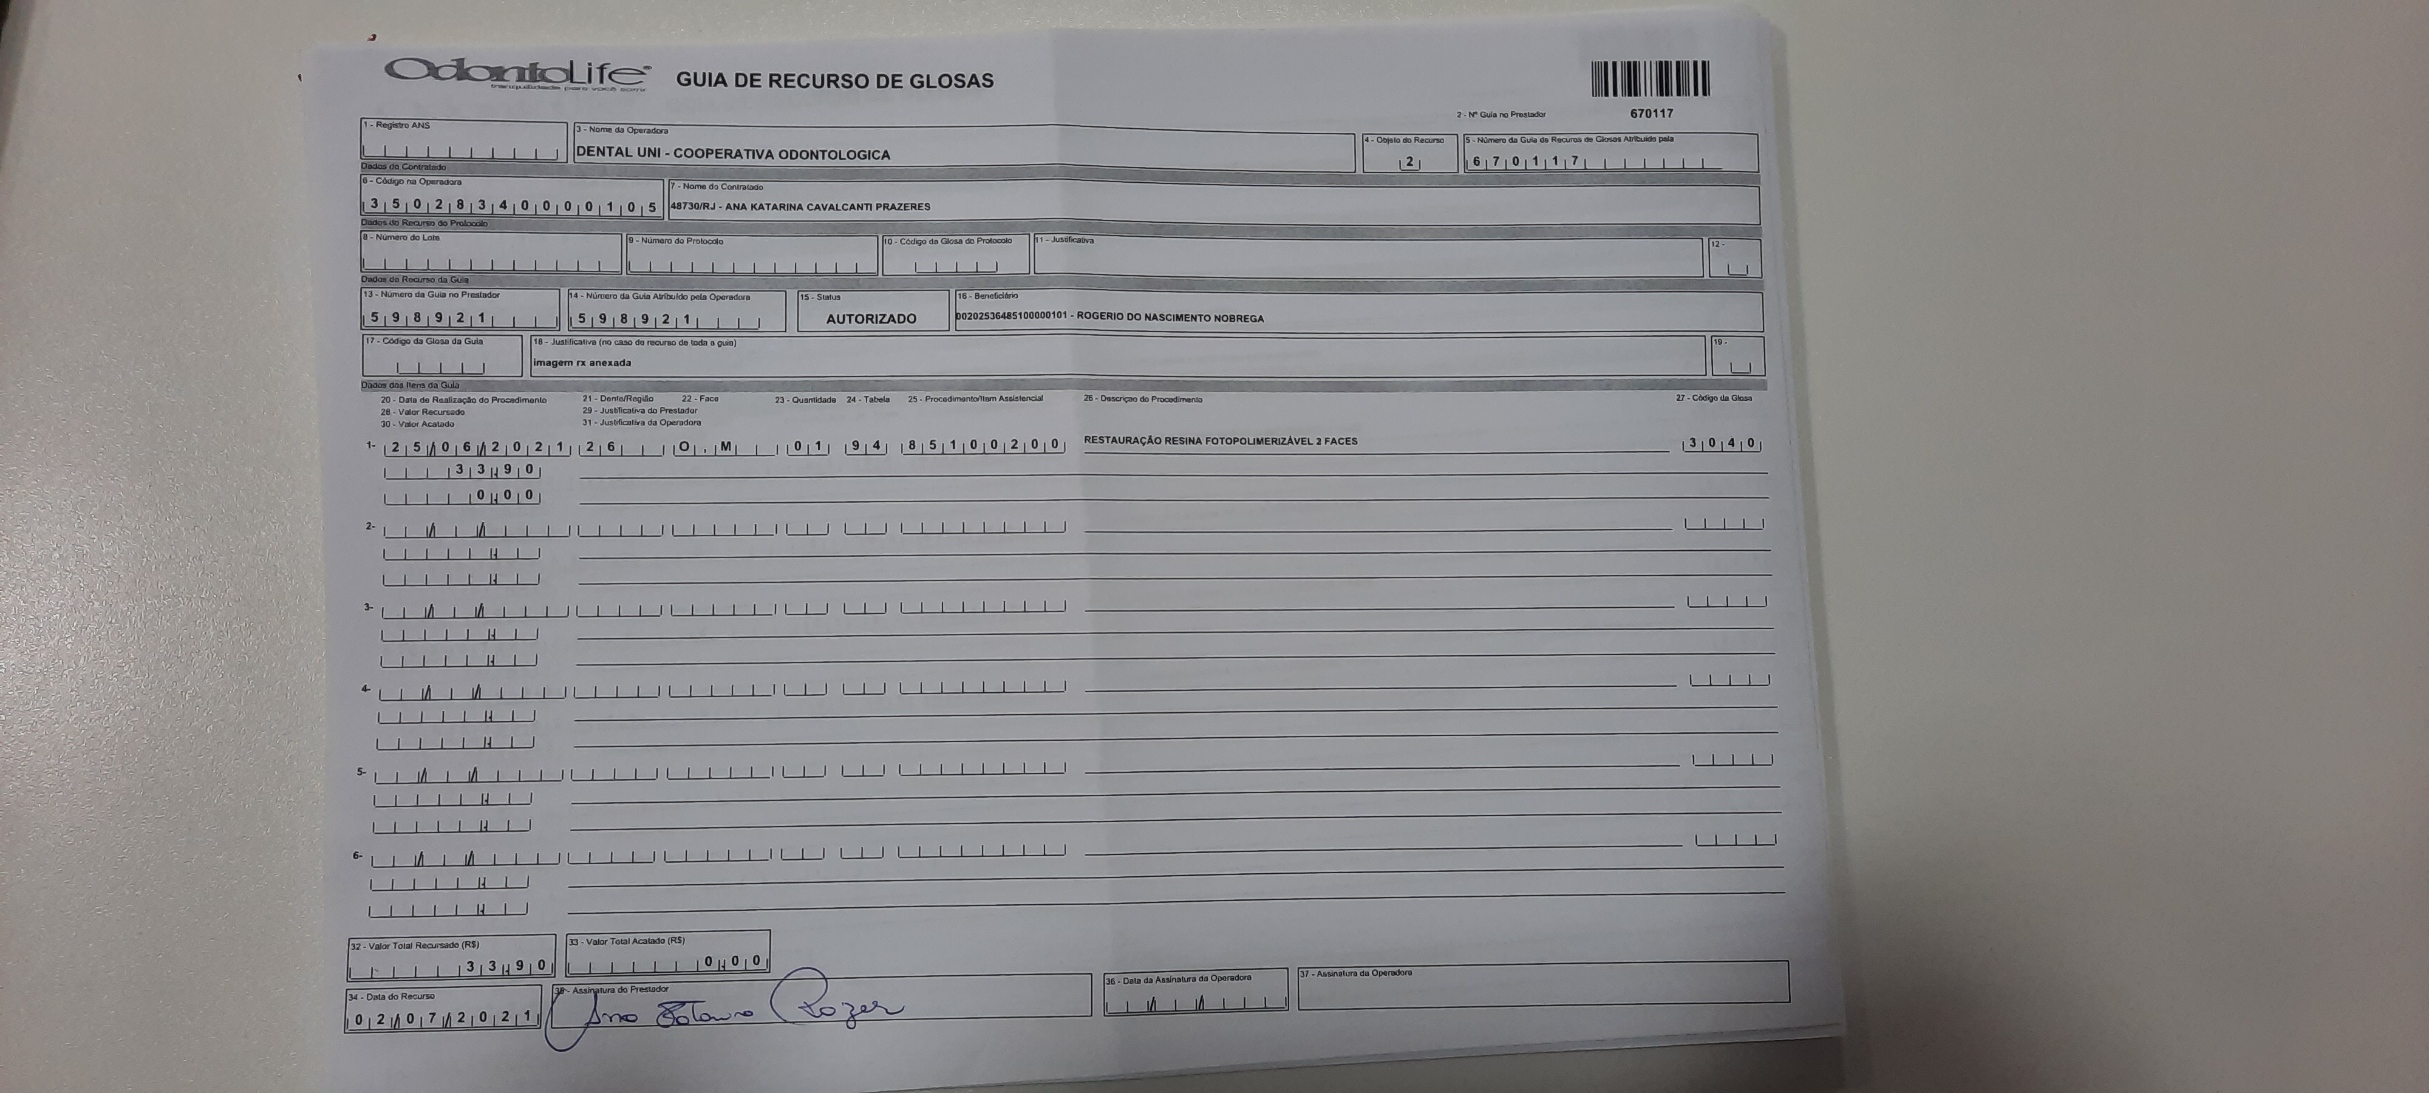 OdontoLife®
tranquilidade para você sorrir
GUIA DE RECURSO DE GLOSAS
2 - Nº Guia no Prestador 670117
1 - Registro ANS
3 - Nome da Operadora
DENTAL UNI - COOPERATIVA ODONTOLOGICA
4 - Objeto do Recurso
2
5 - Número da Guia de Recuros de Glosas Atribuido pela
670117
Dados do Contratado
6 - Código na Operadora
35028340000105
7 - Nome do Contratado
48730/RJ - ANA KATARINA CAVALCANTI PRAZERES
Dados do Recurso do Protocolo
8 - Número do Lote
9 - Número do Protocolo
10 - Código da Glosa do Protocolo
11 - Justificativa
12 -
Dados do Recurso da Guia
13 - Número da Guia no Prestador
598921
14 - Número da Guia Atribuído pela Operadora
598921
15 - Status
AUTORIZADO
16 - Beneficiário
00202536485100000101 - ROGERIO DO NASCIMENTO NOBREGA
17 - Código da Glosa da Guia
18 - Justificativa (no caso de recurso de toda a guia)
imagem rx anexada
19 -
Dados dos Itens da Guia
20 - Data de Realização do Procedimento 21 - Dente/Região 22 - Face 23 - Quantidade 24 - Tabela 25 - Procedimento/Item Assistencial 26 - Descriçao do Procedimento 27 - Código da Glosa
28 - Valor Recursado 29 - Justificativa do Prestador
30 - Valor Acatado 31 - Justificativa da Operadora
1- 25/06/2021 26 O,M 01 94 85100200 RESTAURAÇÃO RESINA FOTOPOLIMERIZÁVEL 2 FACES 3040
33,90
0,00
2-
3-
4-
5-
6-
32 - Valor Total Recursado (R$)
33,90
33 - Valor Total Acatado (R$)
0,00
34 - Data do Recurso
02/07/2021
35 - Assinatura do Prestador
36 - Data da Assinatura da Operadora
37 - Assinatura da Operadora